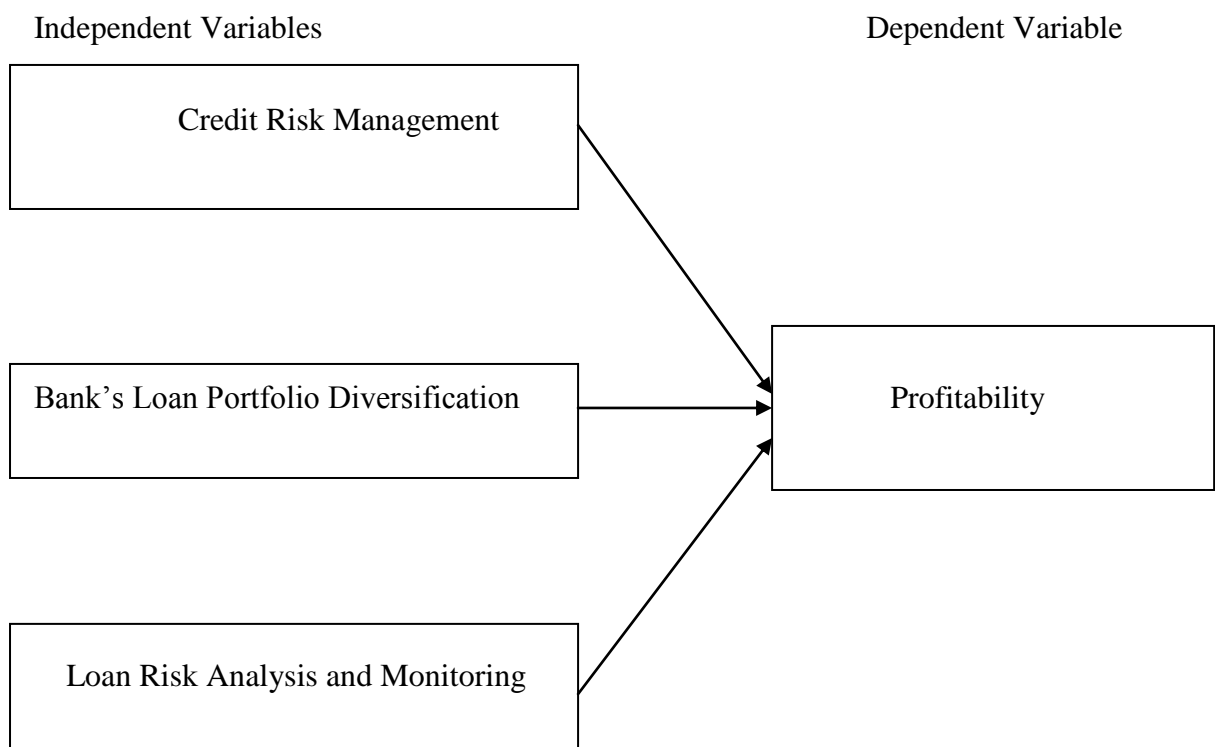 Independent Variables
Dependent Variable
Credit Risk Management
Bank’s Loan Portfolio Diversification
Profitability
Loan Risk Analysis and Monitoring